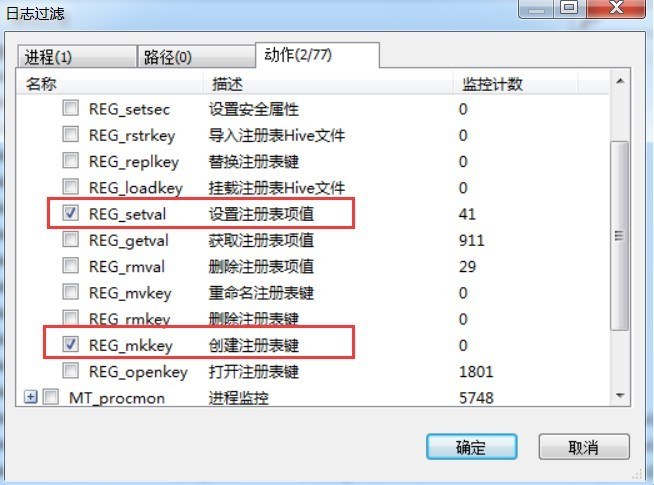 日志过滤
进程(1) 路径(0) 动作(2/77)
名称 描述 监控计数
REG_setsec 设置安全属性 0
REG_rstrkey 导入注册表Hive文件 0
REG_replkey 替换注册表键 0
REG_loadkey 挂载注册表Hive文件 0
REG_setval 设置注册表项值 41
REG_getval 获取注册表项值 911
REG_rmval 删除注册表项值 29
REG_mvkey 重命名注册表键 0
REG_rmkey 删除注册表键 0
REG_mkkey 创建注册表键 0
REG_openkey 打开注册表键 1801
MT_procmon 进程监控 5748
确定 取消